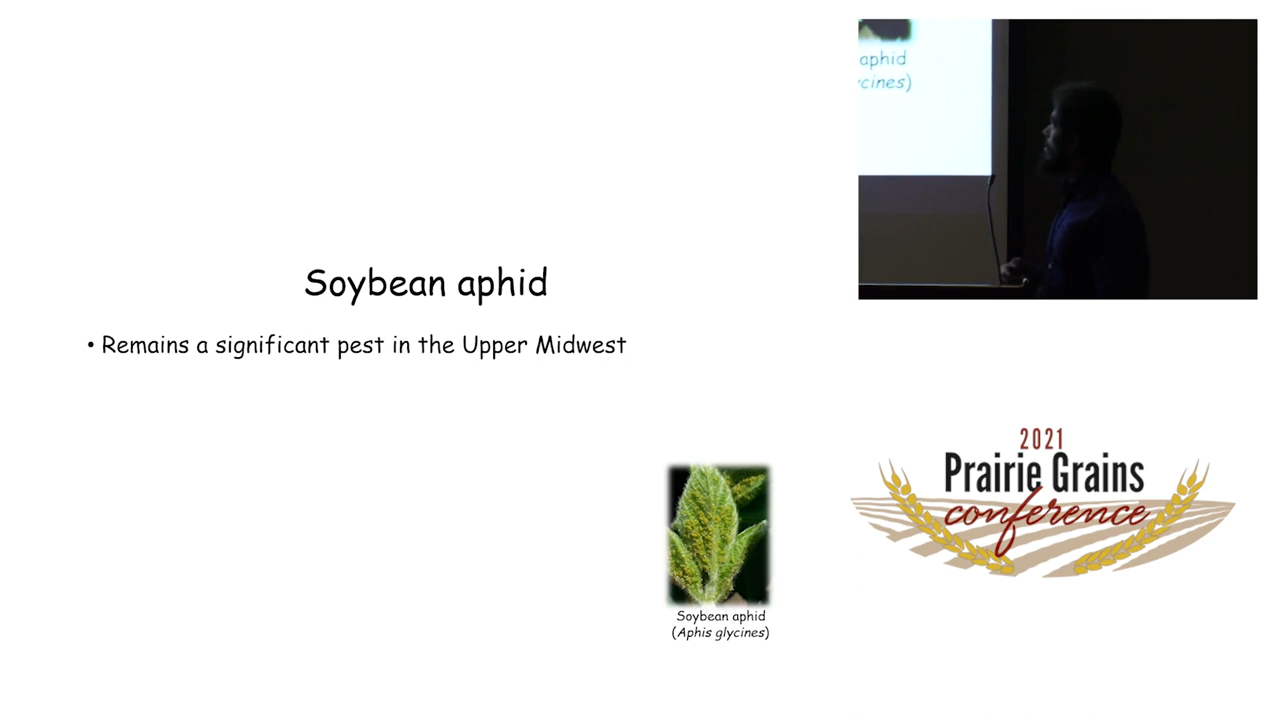 aphid
cines)
Soybean aphid
• Remains a significant pest in the Upper Midwest
2021
Prairie Grains
conference
Soybean aphid
(Aphis glycines)